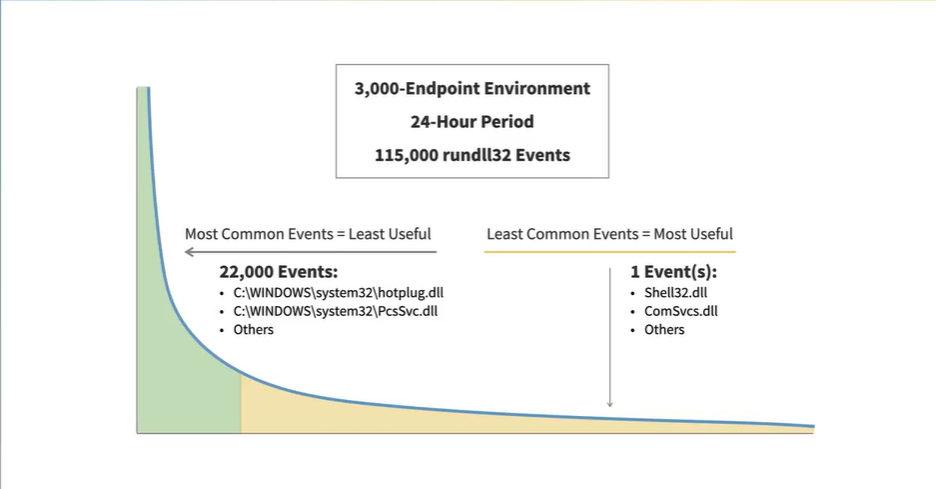 3,000-Endpoint Environment
24-Hour Period
115,000 rundll32 Events
Most Common Events = Least Useful
22,000 Events:
• C:\WINDOWS\system32\hotplug.dll
• C:\WINDOWS\system32\PcsSvc.dll
• Others
Least Common Events = Most Useful
1 Event(s):
• Shell32.dll
• ComSvcs.dll
• Others